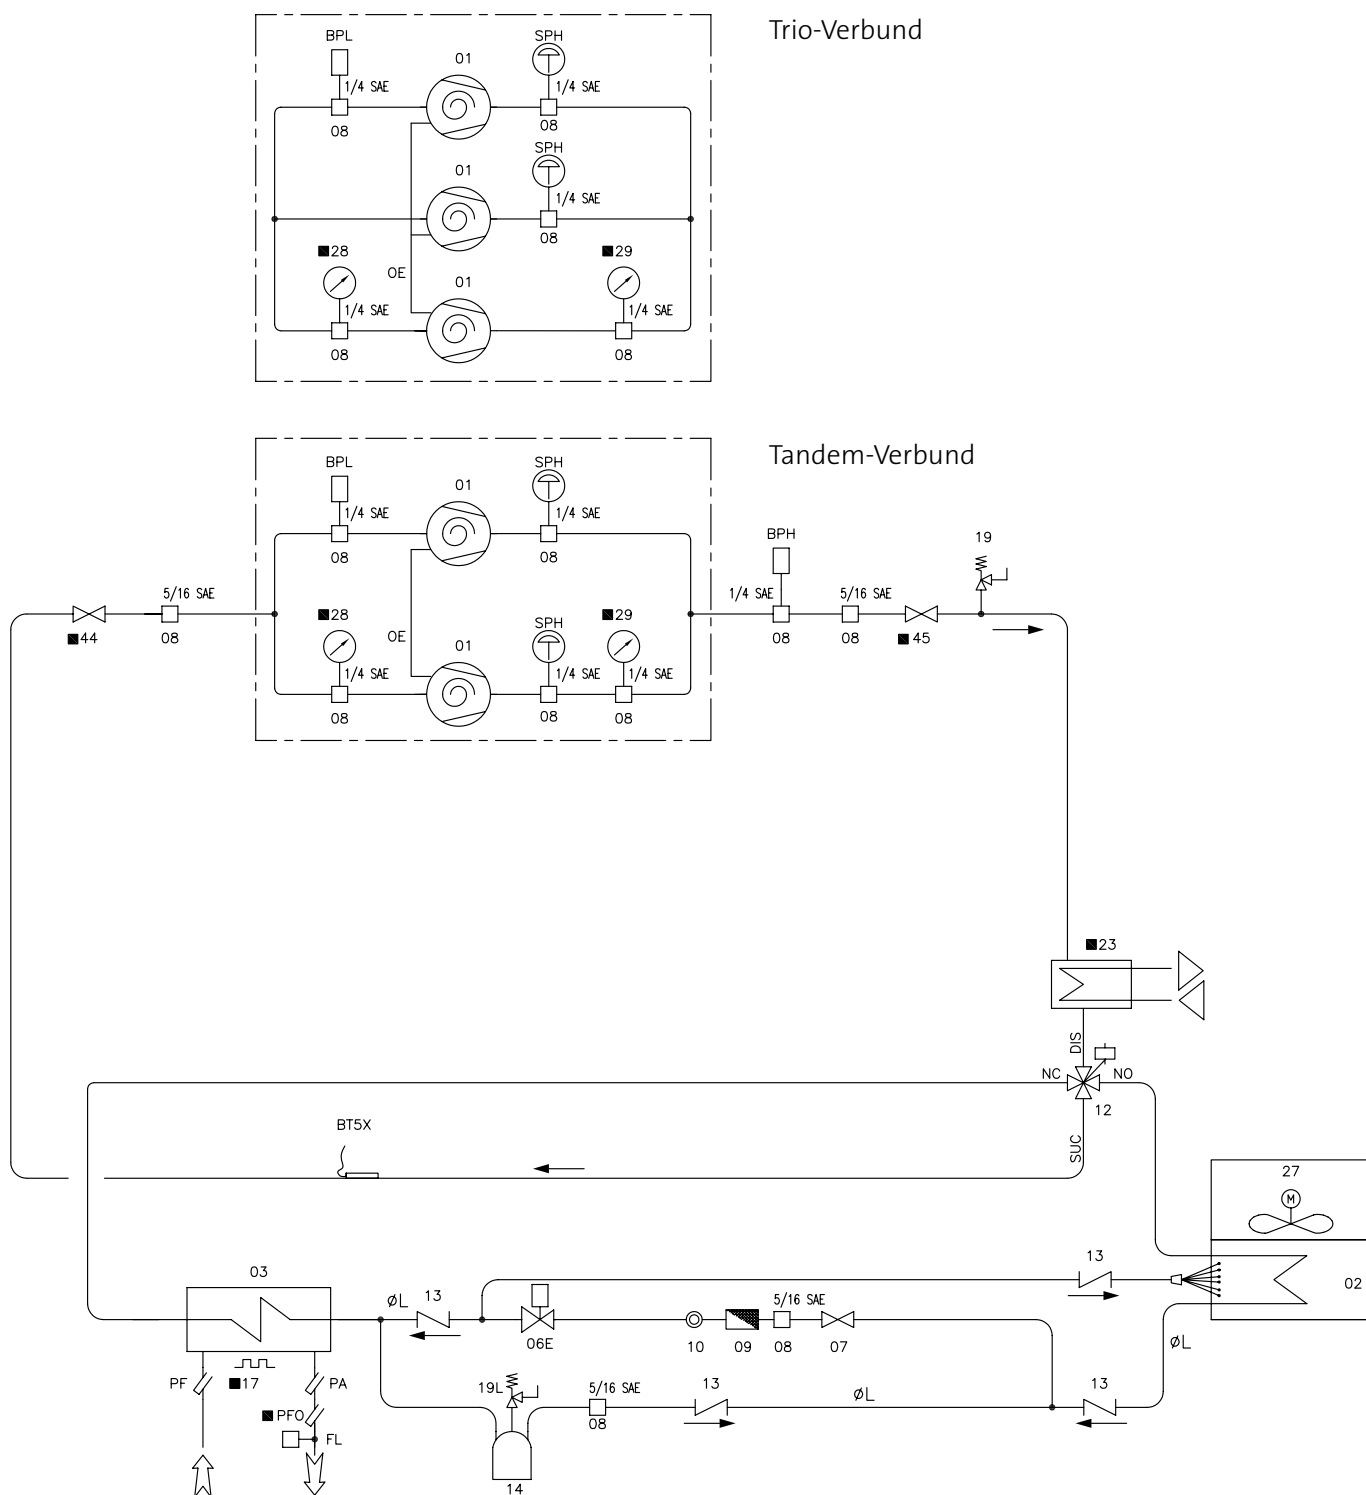 Trio-Verbund
BPL
01
SPH
1/4 SAE
1/4 SAE
08
08
SPH
01
1/4 SAE
08
■28
■29
OE
01
1/4 SAE
1/4 SAE
08
08
Tandem-Verbund
BPL
SPH
01
1/4 SAE
1/4 SAE
08
08
BPH
19
5/16 SAE
1/4 SAE
5/16 SAE
■44
08
■28
SPH
■29
08
08
■45
OE
01
1/4 SAE
1/4 SAE
1/4 SAE
08
08
08
■23
DIS
NC
NO
12
BT5X
SUC
27
M
13
03
13
02
ØL
5/16 SAE
06E
10
09
08
07
ØL
PF
■17
PA
19L
5/16 SAE
13
ØL
13
■PFO
08
FL
14